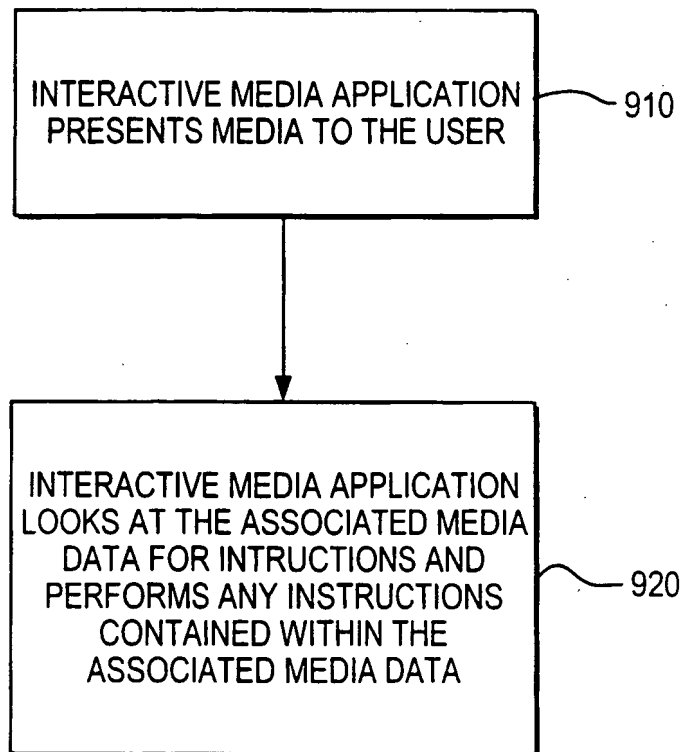 INTERACTIVE MEDIA APPLICATION
PRESENTS MEDIA TO THE USER
910
INTERACTIVE MEDIA APPLICATION
LOOKS AT THE ASSOCIATED MEDIA
DATA FOR INTRUCTIONS AND
PERFORMS ANY INSTRUCTIONS
CONTAINED WITHIN THE
ASSOCIATED MEDIA DATA
920